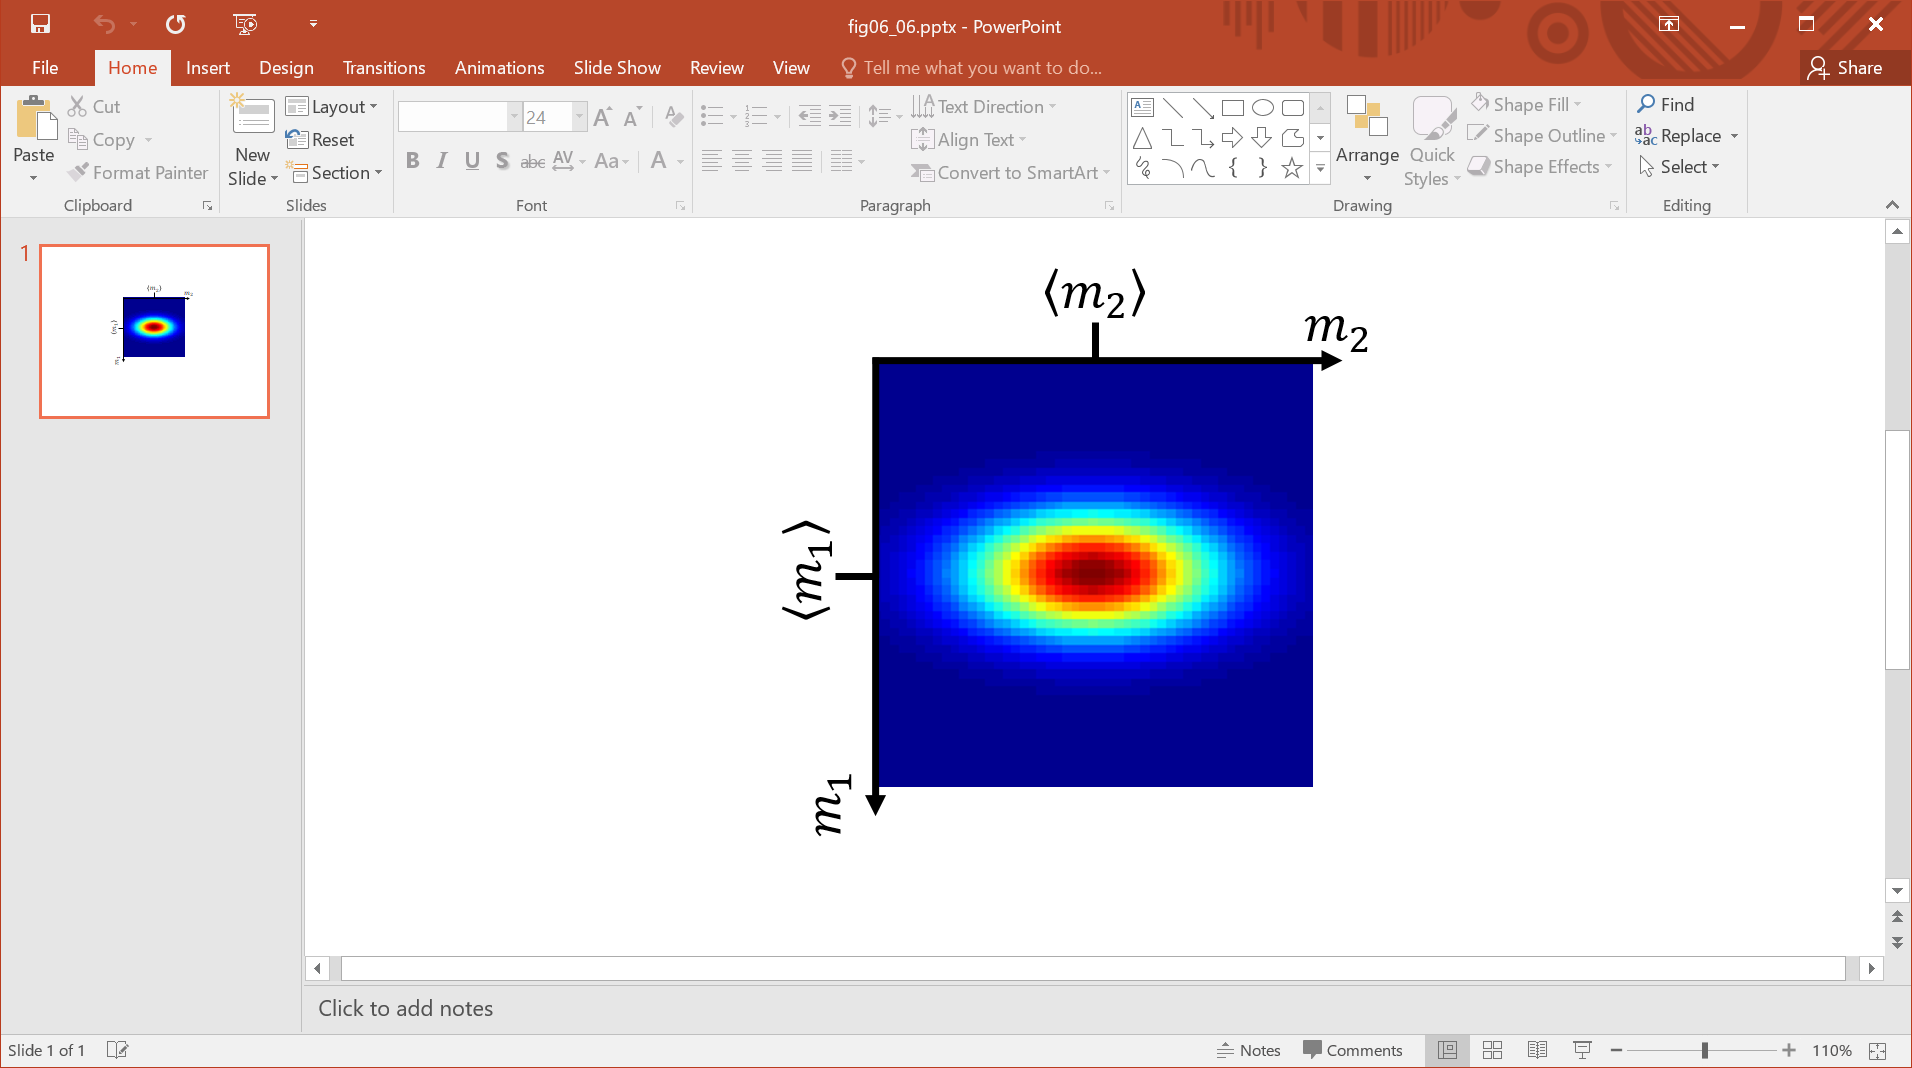 fig06_06.pptx - PowerPoint
File Home Insert Design Transitions Animations Slide Show Review View Tell me what you want to do... Share
Paste
Cut
Copy
Format Painter
Clipboard
New Slide
Layout
Reset
Section
Slides
24
A A
B I U S abc AV Aa A
Font
Text Direction
Align Text
Convert to SmartArt
Paragraph
A
Arrange
Quick Styles
Shape Fill
Shape Outline
Shape Effects
Drawing
Find
Replace
Select
Editing
1
⟨m₂⟩
m₂
⟨m₁⟩
m₁
⟨m₂⟩
m₂
⟨m₁⟩
m₁
Click to add notes
Slide 1 of 1 Notes Comments 110%